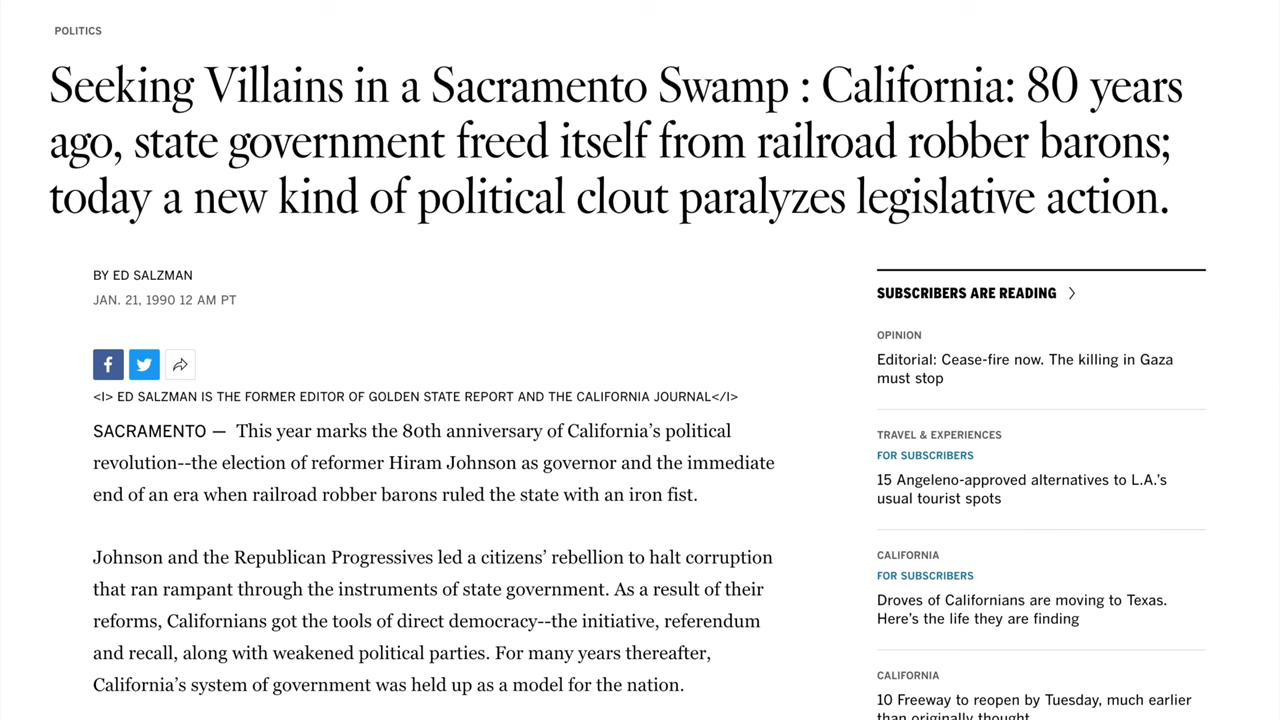 POLITICS
Seeking Villains in a Sacramento Swamp : California: 80 years
ago, state government freed itself from railroad robber barons;
today a new kind of political clout paralyzes legislative action.
BY ED SALZMAN
JAN. 21, 1990 12 AM PT
<I> ED SALZMAN IS THE FORMER EDITOR OF GOLDEN STATE REPORT AND THE CALIFORNIA JOURNAL</I>
SACRAMENTO — This year marks the 80th anniversary of California’s political
revolution--the election of reformer Hiram Johnson as governor and the immediate
end of an era when railroad robber barons ruled the state with an iron fist.
Johnson and the Republican Progressives led a citizens’ rebellion to halt corruption
that ran rampant through the instruments of state government. As a result of their
reforms, Californians got the tools of direct democracy--the initiative, referendum
and recall, along with weakened political parties. For many years thereafter,
California’s system of government was held up as a model for the nation.
SUBSCRIBERS ARE READING
OPINION
Editorial: Cease-fire now. The killing in Gaza
must stop
TRAVEL & EXPERIENCES
FOR SUBSCRIBERS
15 Angeleno-approved alternatives to L.A.’s
usual tourist spots
CALIFORNIA
FOR SUBSCRIBERS
Droves of Californians are moving to Texas.
Here’s the life they are finding
CALIFORNIA
10 Freeway to reopen by Tuesday, much earlier
than originally thought